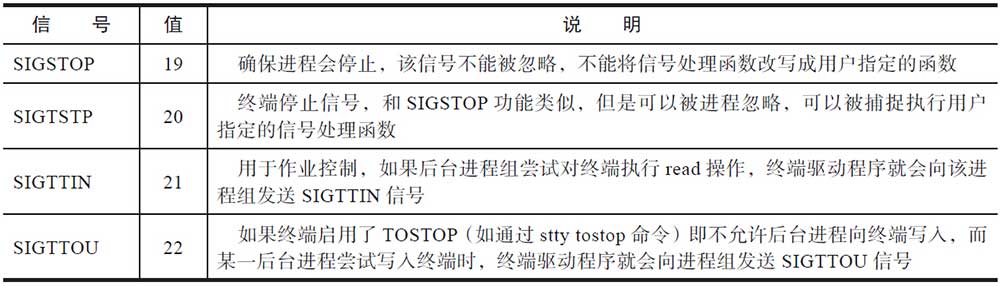 信 号 值 说 明
SIGSTOP 19 确保进程会停止，该信号不能被忽略，不能将信号处理函数改写成用户指定的函数
SIGTSTP 20 终端停止信号，和 SIGSTOP 功能类似，但是可以被进程忽略，可以被捕捉执行用户
指定的信号处理函数
SIGTTIN 21 用于作业控制，如果后台进程组尝试对终端执行 read 操作，终端驱动程序就会向该进
程组发送 SIGTTIN 信号
SIGTTOU 22 如果终端启用了 TOSTOP（如通过 stty tostop 命令）即不允许后台进程向终端写入，而
某一后台进程尝试写入终端时，终端驱动程序就会向进程组发送 SIGTTOU 信号